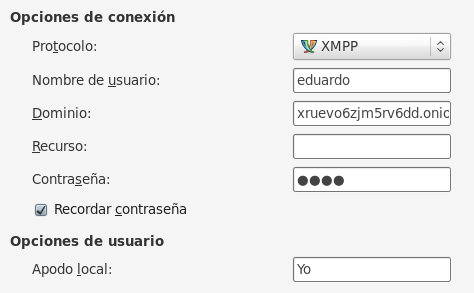 Opciones de conexión
Protocolo: XMPP
Nombre de usuario: eduardo
Dominio: xruevo6zjm5rv6dd.onic
Recurso:
Contraseña: ●●●●
Recordar contraseña
Opciones de usuario
Apodo local: Yo